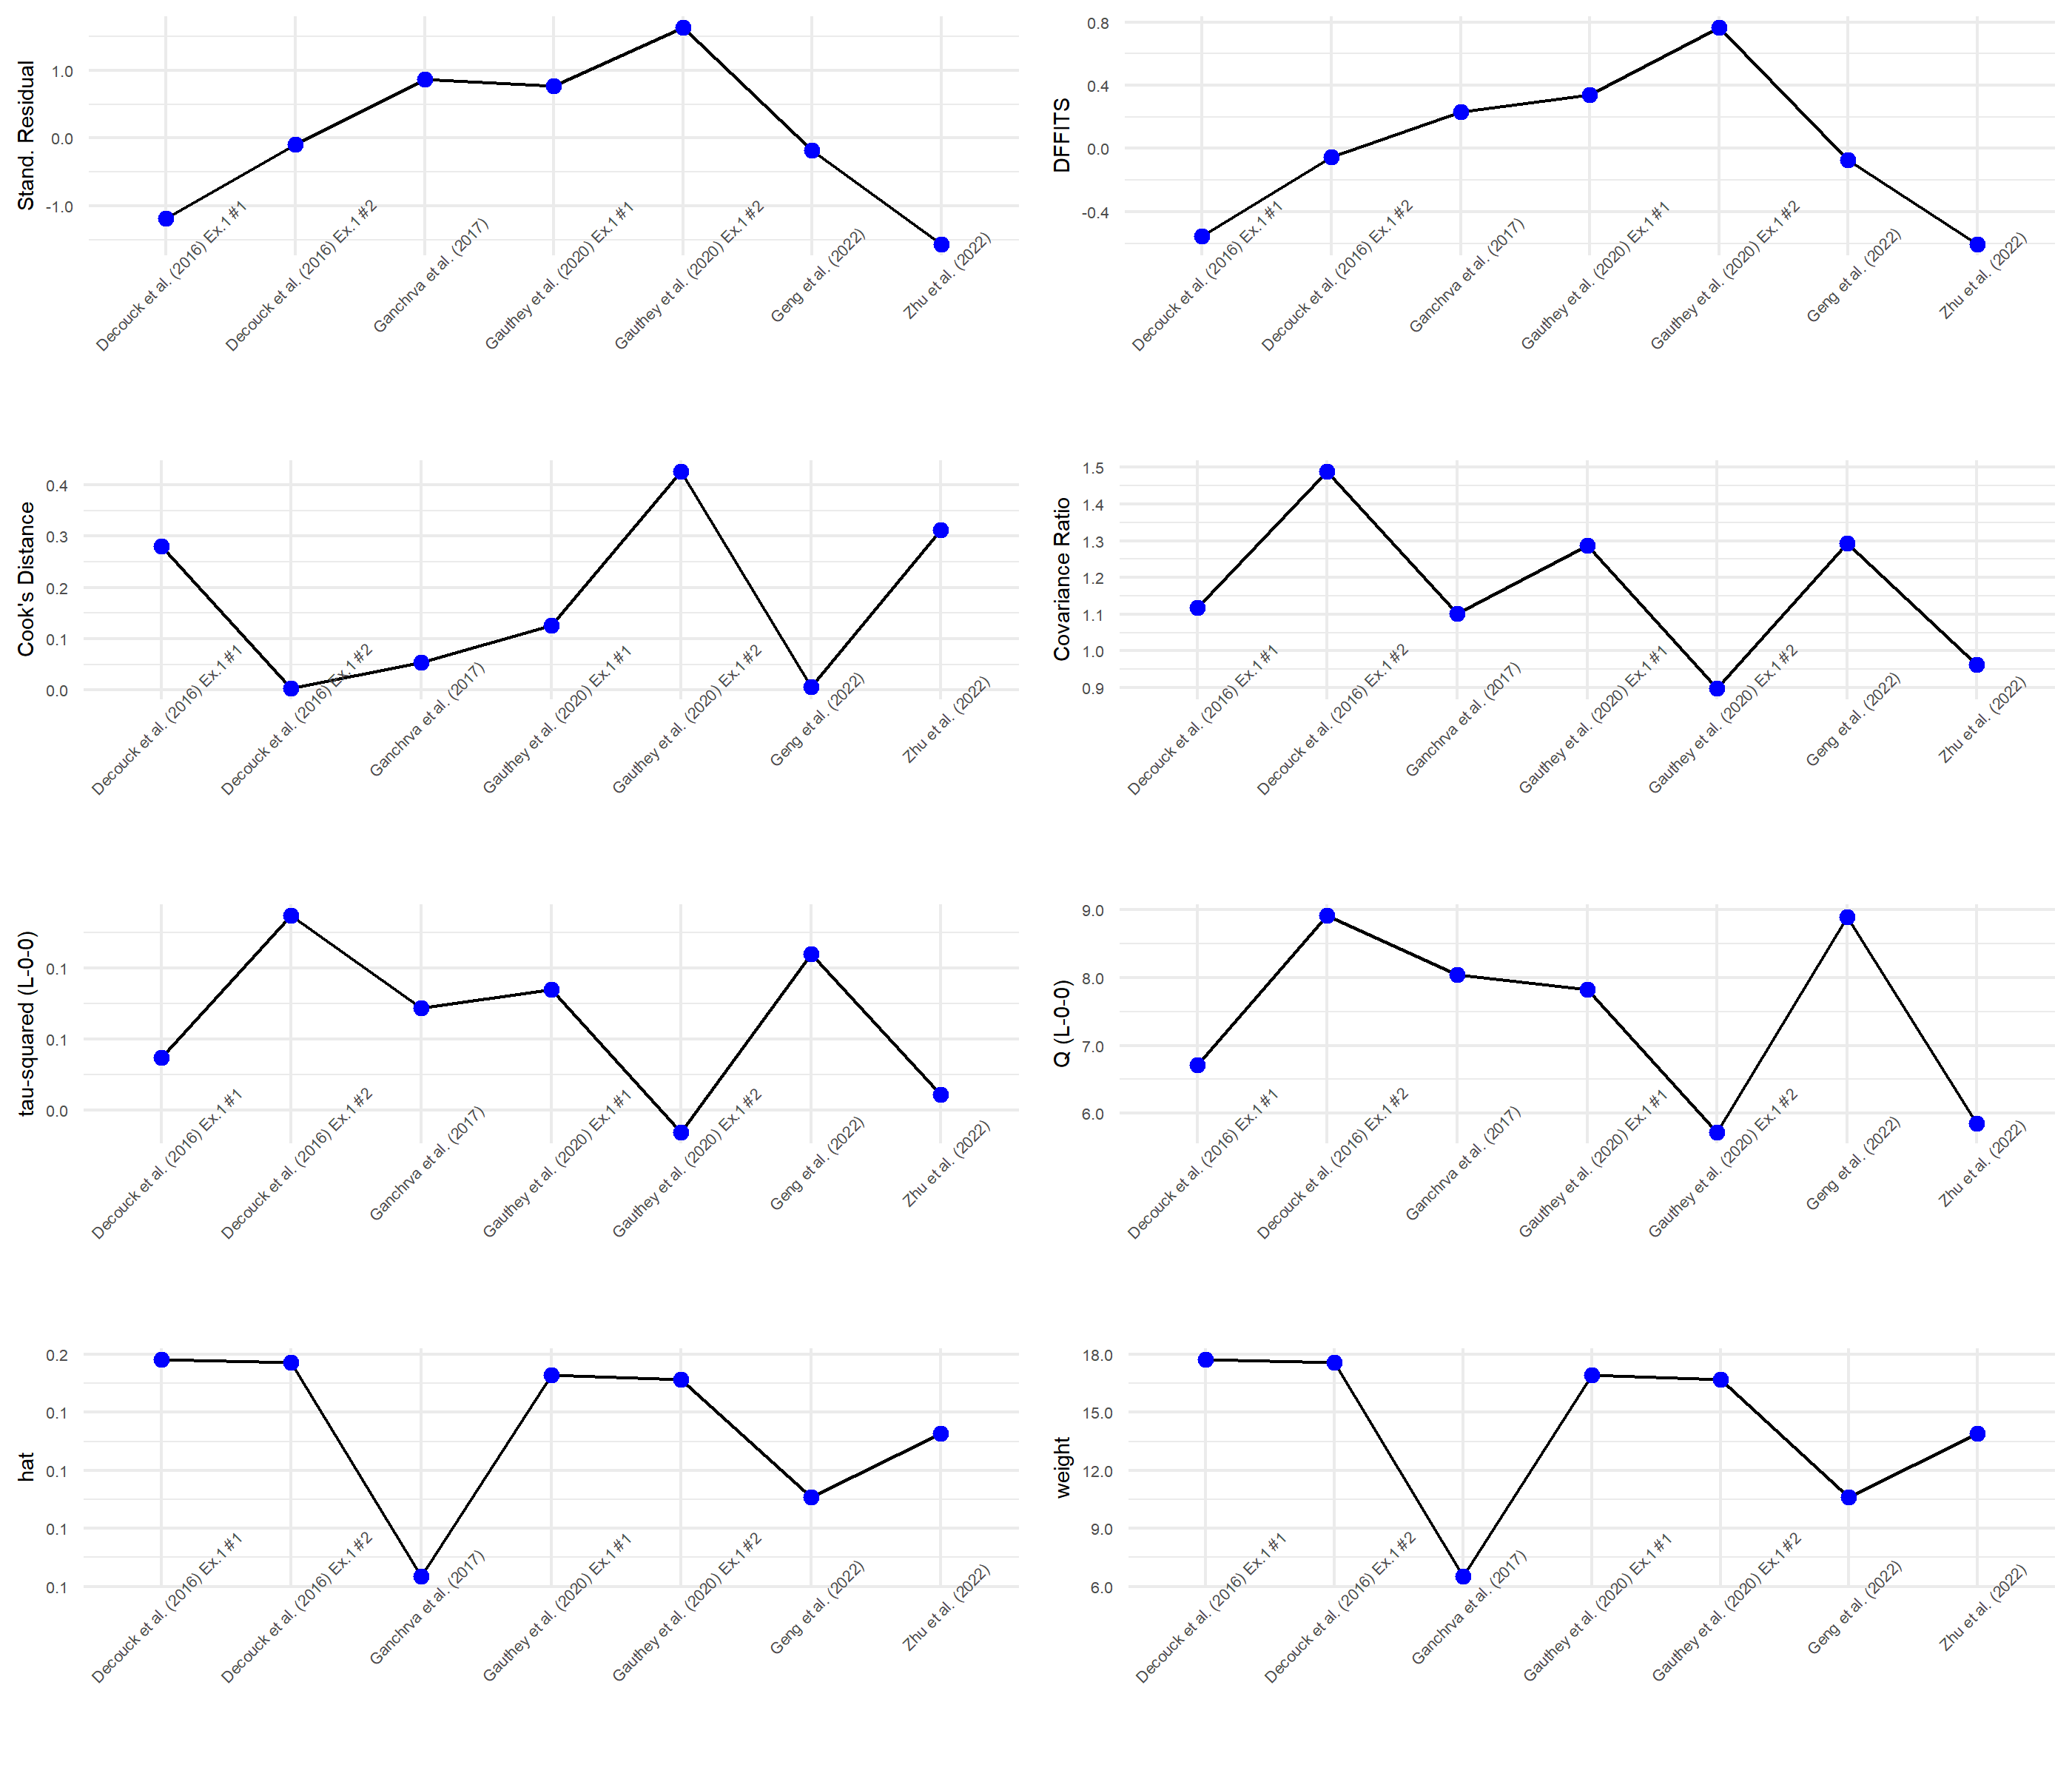 Stand. Residual
1.0
0.0
-1.0
Decouck et al. (2016) Ex.1 #1
Decouck et al. (2016) Ex.1 #2
Ganchrva et al. (2017)
Gauthey et al. (2020) Ex.1 #1
Gauthey et al. (2020) Ex.1 #2
Geng et al. (2022)
Zhu et al. (2022)
DFFITS
0.8
0.4
0.0
-0.4
Decouck et al. (2016) Ex.1 #1
Decouck et al. (2016) Ex.1 #2
Ganchrva et al. (2017)
Gauthey et al. (2020) Ex.1 #1
Gauthey et al. (2020) Ex.1 #2
Geng et al. (2022)
Zhu et al. (2022)
Cook's Distance
0.4
0.3
0.2
0.1
0.0
Decouck et al. (2016) Ex.1 #1
Decouck et al. (2016) Ex.1 #2
Ganchrva et al. (2017)
Gauthey et al. (2020) Ex.1 #1
Gauthey et al. (2020) Ex.1 #2
Geng et al. (2022)
Zhu et al. (2022)
Covariance Ratio
1.5
1.4
1.3
1.2
1.1
1.0
0.9
Decouck et al. (2016) Ex.1 #1
Decouck et al. (2016) Ex.1 #2
Ganchrva et al. (2017)
Gauthey et al. (2020) Ex.1 #1
Gauthey et al. (2020) Ex.1 #2
Geng et al. (2022)
Zhu et al. (2022)
tau-squared (L-0-0)
0.1
0.1
0.0
Decouck et al. (2016) Ex.1 #1
Decouck et al. (2016) Ex.1 #2
Ganchrva et al. (2017)
Gauthey et al. (2020) Ex.1 #1
Gauthey et al. (2020) Ex.1 #2
Geng et al. (2022)
Zhu et al. (2022)
Q (L-0-0)
9.0
8.0
7.0
6.0
Decouck et al. (2016) Ex.1 #1
Decouck et al. (2016) Ex.1 #2
Ganchrva et al. (2017)
Gauthey et al. (2020) Ex.1 #1
Gauthey et al. (2020) Ex.1 #2
Geng et al. (2022)
Zhu et al. (2022)
hat
0.2
0.1
0.1
0.1
0.1
Decouck et al. (2016) Ex.1 #1
Decouck et al. (2016) Ex.1 #2
Ganchrva et al. (2017)
Gauthey et al. (2020) Ex.1 #1
Gauthey et al. (2020) Ex.1 #2
Geng et al. (2022)
Zhu et al. (2022)
weight
18.0
15.0
12.0
9.0
6.0
Decouck et al. (2016) Ex.1 #1
Decouck et al. (2016) Ex.1 #2
Ganchrva et al. (2017)
Gauthey et al. (2020) Ex.1 #1
Gauthey et al. (2020) Ex.1 #2
Geng et al. (2022)
Zhu et al. (2022)